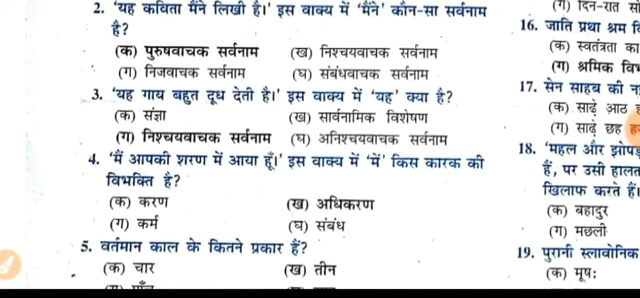 2. 'यह कविता मैंने लिखी है।' इस वाक्य में 'मैंने' कौन-सा सर्वनाम
है?
(क) पुरुषवाचक सर्वनाम (ख) निश्चयवाचक सर्वनाम
(ग) निजवाचक सर्वनाम (घ) संबंधवाचक सर्वनाम
3. 'यह गाय बहुत दूध देती है।' इस वाक्य में 'यह' क्या है?
(क) संज्ञा (ख) सार्वनामिक विशेषण
(ग) निश्चयवाचक सर्वनाम (घ) अनिश्चयवाचक सर्वनाम
4. 'मैं आपकी शरण में आया हूँ।' इस वाक्य में 'में' किस कारक की
विभक्ति है?
(क) करण (ख) अधिकरण
(ग) कर्म (घ) संबंध
5. वर्तमान काल के कितने प्रकार हैं?
(क) चार (ख) तीन
(ग) दिन-रात
16. जाति प्रथा श्रम
(क) स्वतंत्रता का
(ग) श्रमिक
17. सेन साहब की
(क) साढ़े आठ
(ग) साढ़े छह
18. 'महल और
हैं, पर उसी हालत
खिलाफ करते हैं।
(क) बहादुर
(ग) मछली
19. पुरानी स्लावोनिक
(क) मूष: